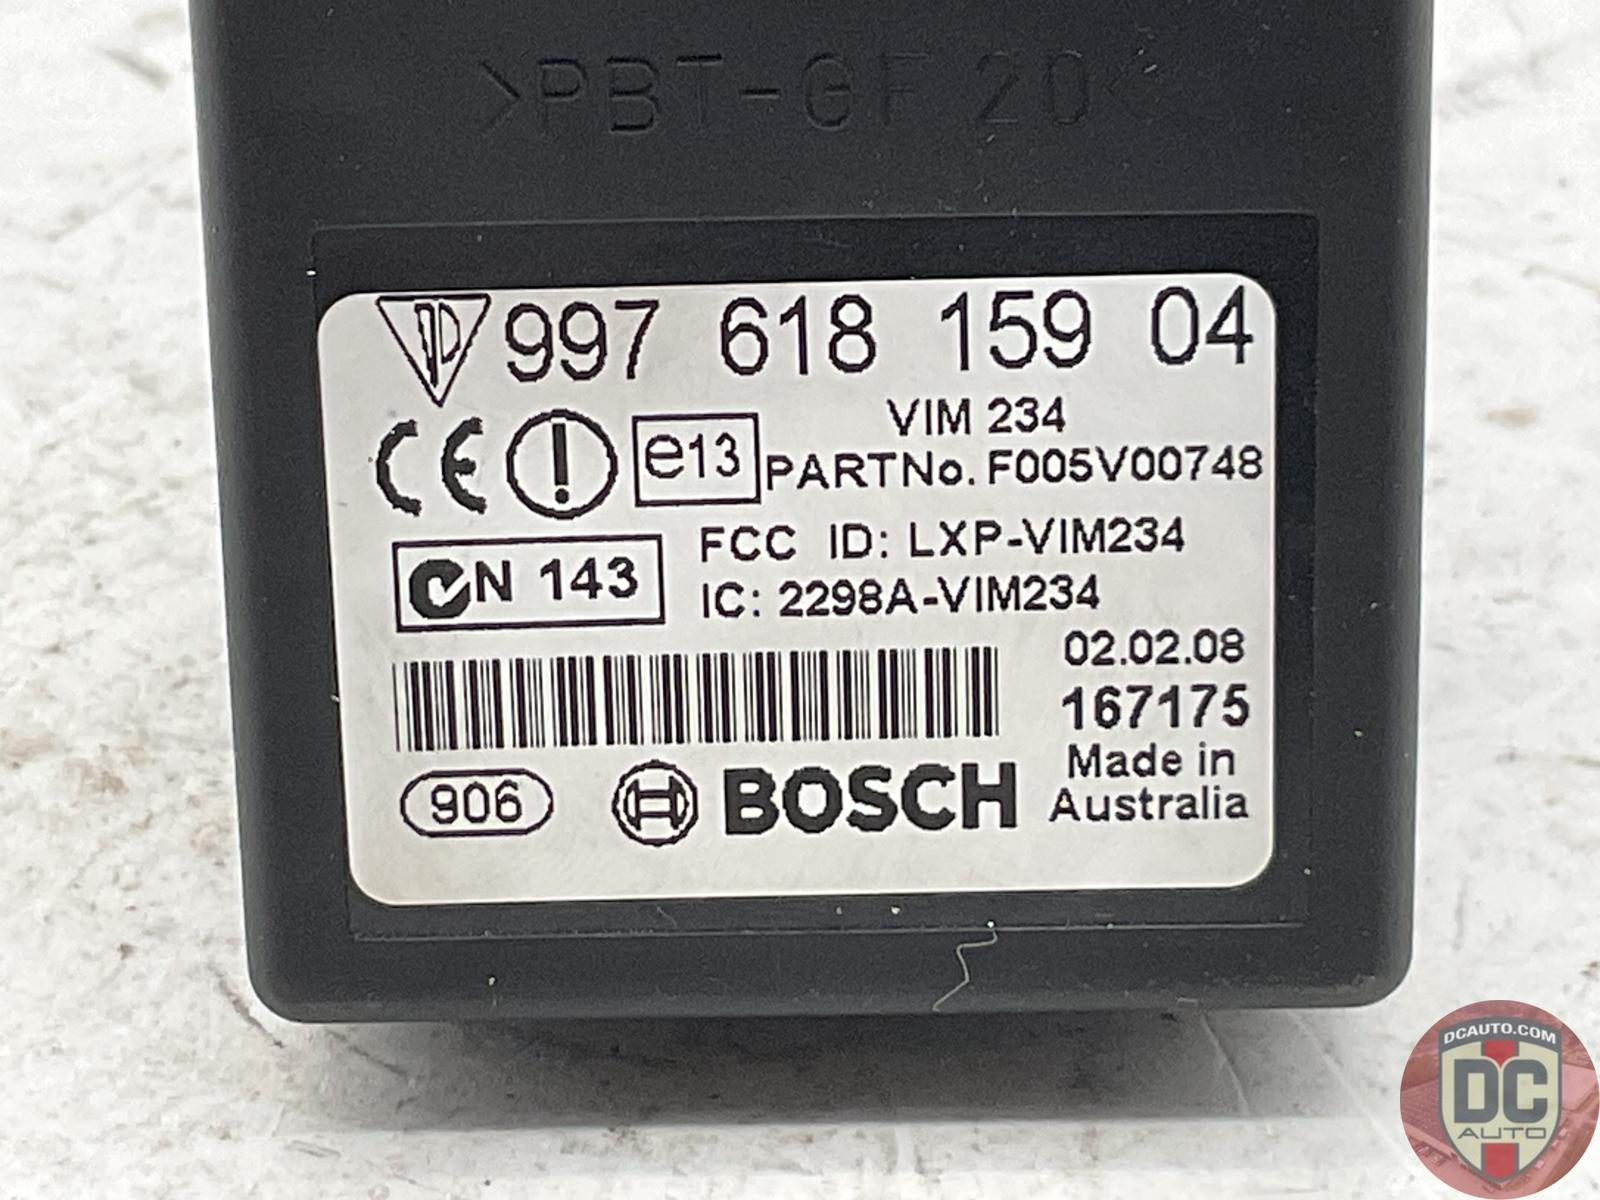 >PBT-GF 20<
997 618 159 04
VIM 234
CE e13 PARTNo. F005V00748
FCC ID: LXP-VIM234
N 143
IC: 2298A-VIM234
02.02.08
167175
Made in
906 BOSCH Australia
DCAUTO.COM
DC
AUTO